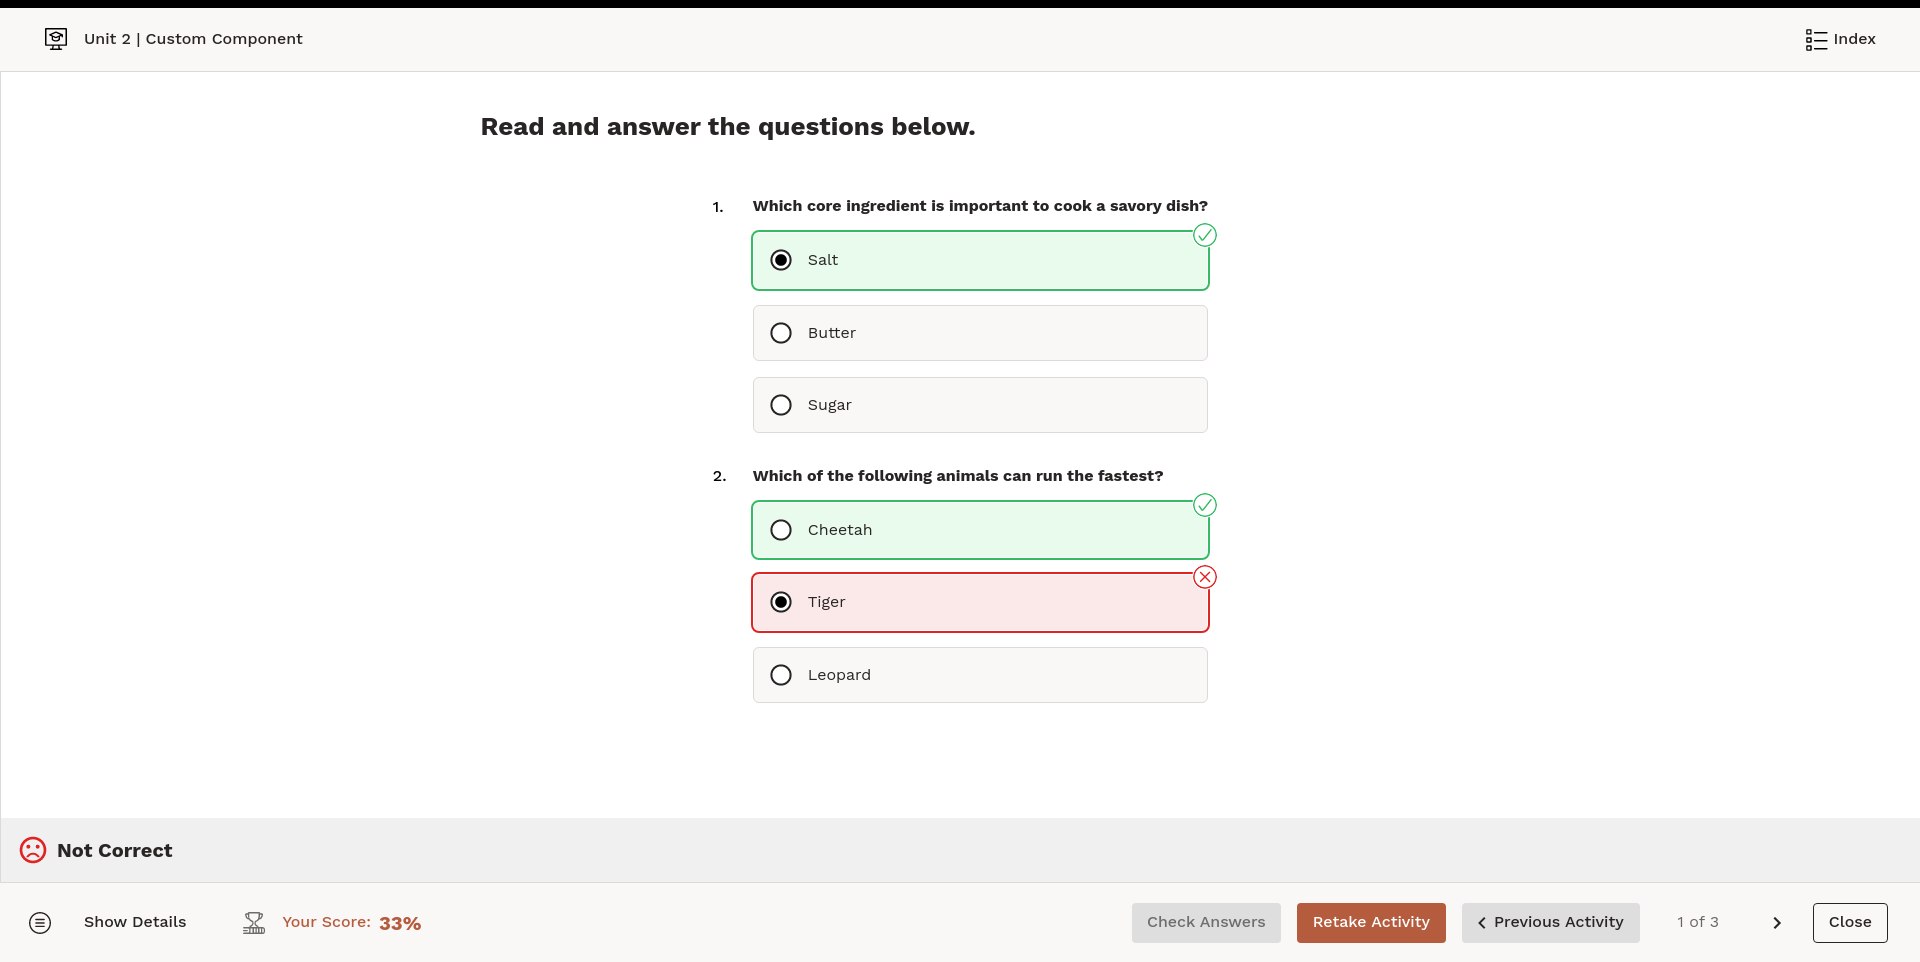 Unit 2 | Custom Component
Index
Read and answer the questions below.
1. Which core ingredient is important to cook a savory dish?
Salt
Butter
Sugar
2. Which of the following animals can run the fastest?
Cheetah
Tiger
Leopard
Not Correct
Show Details
Your Score: 33%
Check Answers
Retake Activity
Previous Activity
1 of 3
Close